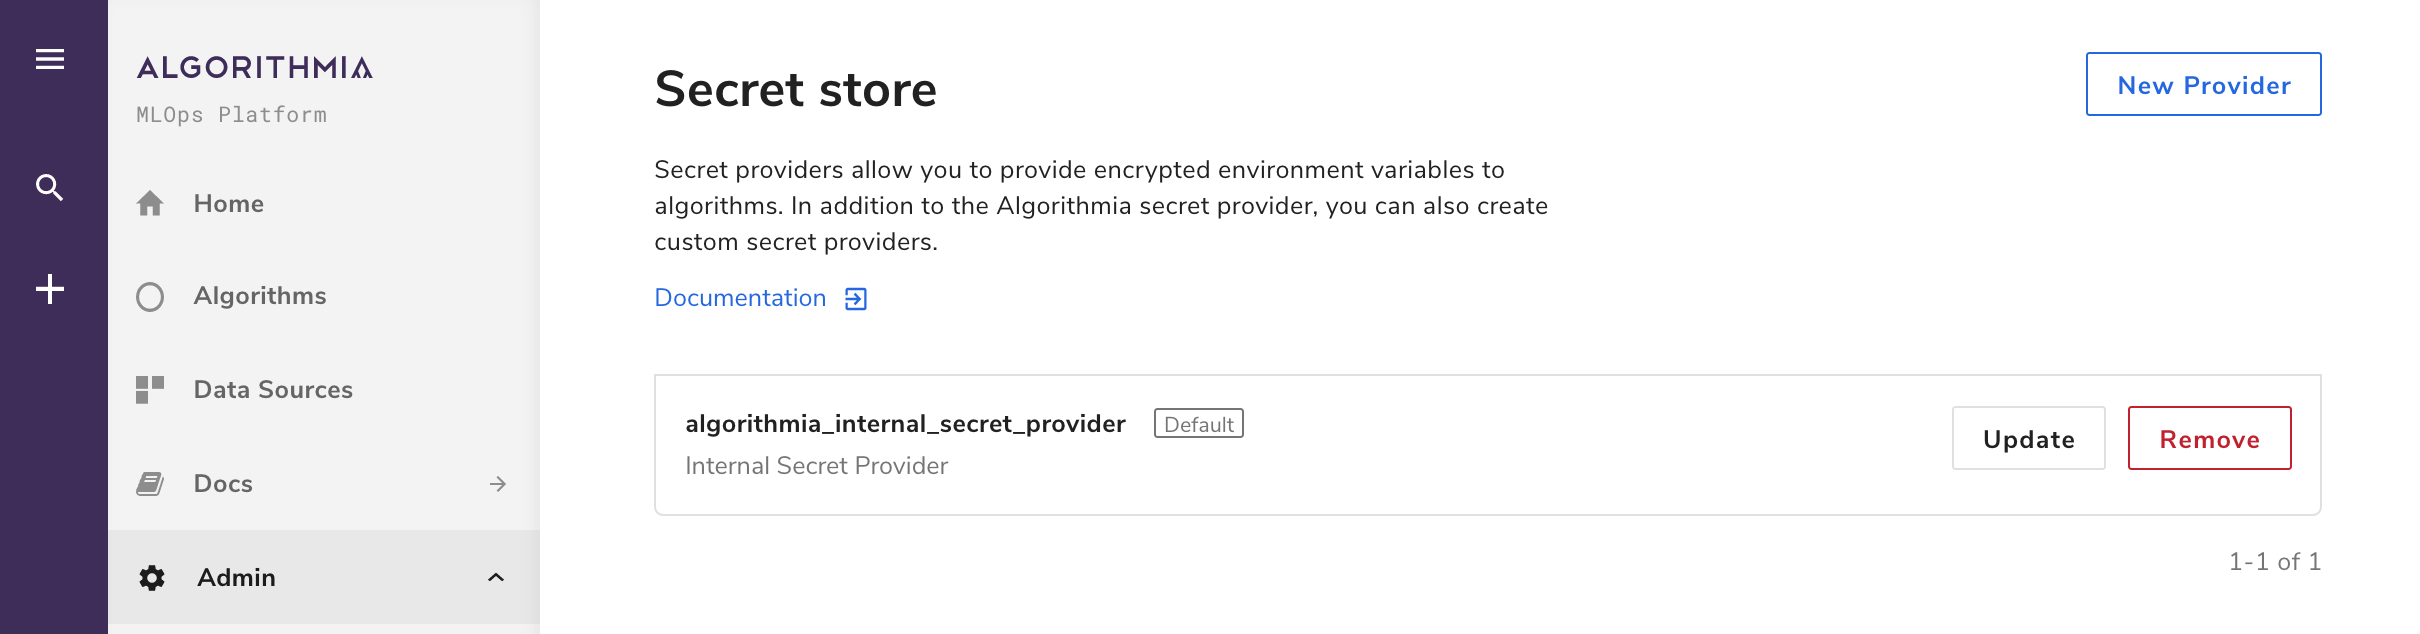 ALGORITHMIA
MLOps Platform
Home
Algorithms
Data Sources
Docs
Admin
Secret store
New Provider
Secret providers allow you to provide encrypted environment variables to
algorithms. In addition to the Algorithmia secret provider, you can also create
custom secret providers.
Documentation
algorithmia_internal_secret_provider Default
Internal Secret Provider
Update Remove
1-1 of 1